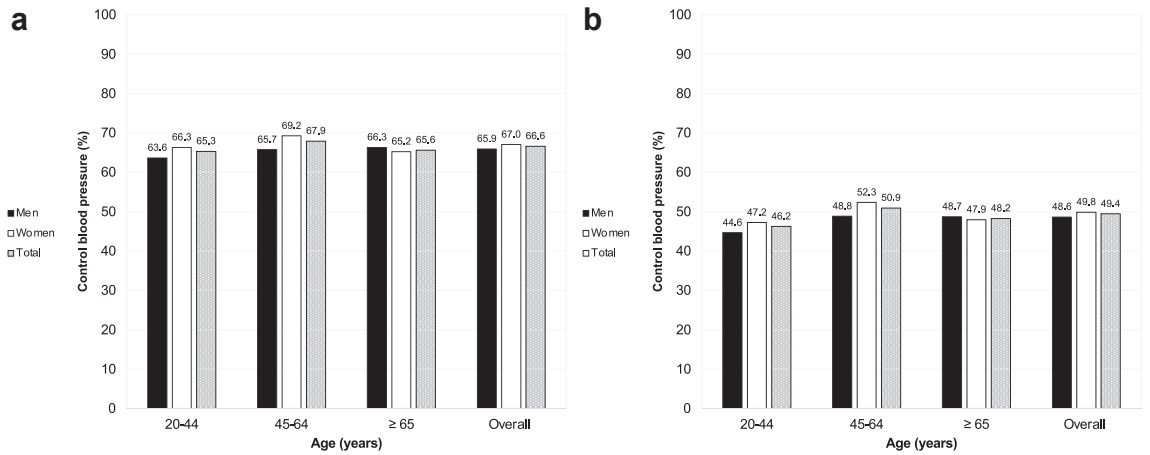 a
100
90
80
70
60
50
40
30
20
10
0
Control blood pressure (%)
Men
Women
Total
63.6 66.3 65.3
65.7 69.2 67.9
66.3 65.2 65.6
65.9 67.0 66.6
20-44 45-64 ≥ 65 Overall
Age (years)
b
100
90
80
70
60
50
40
30
20
10
0
Control blood pressure (%)
Men
Women
Total
44.6 47.2 46.2
48.8 52.3 50.9
48.7 47.9 48.2
48.6 49.8 49.4
20-44 45-64 ≥ 65 Overall
Age (years)